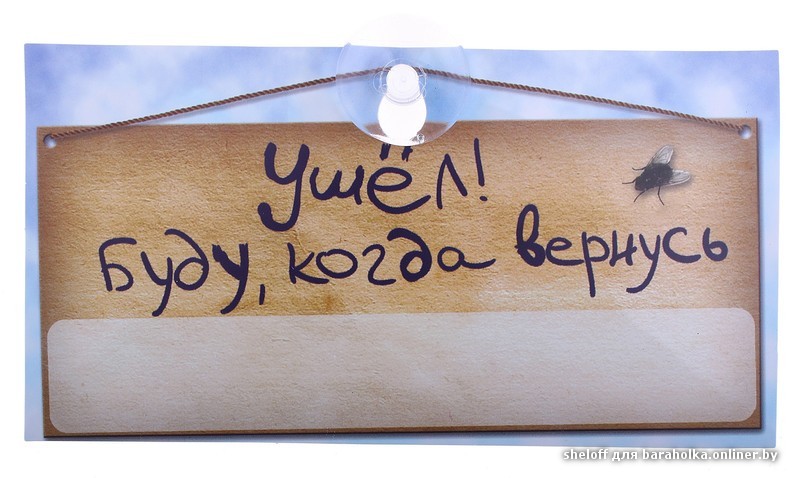 Ушёл!
Буду, когда вернусь
sheloff для baraholka.onliner.by